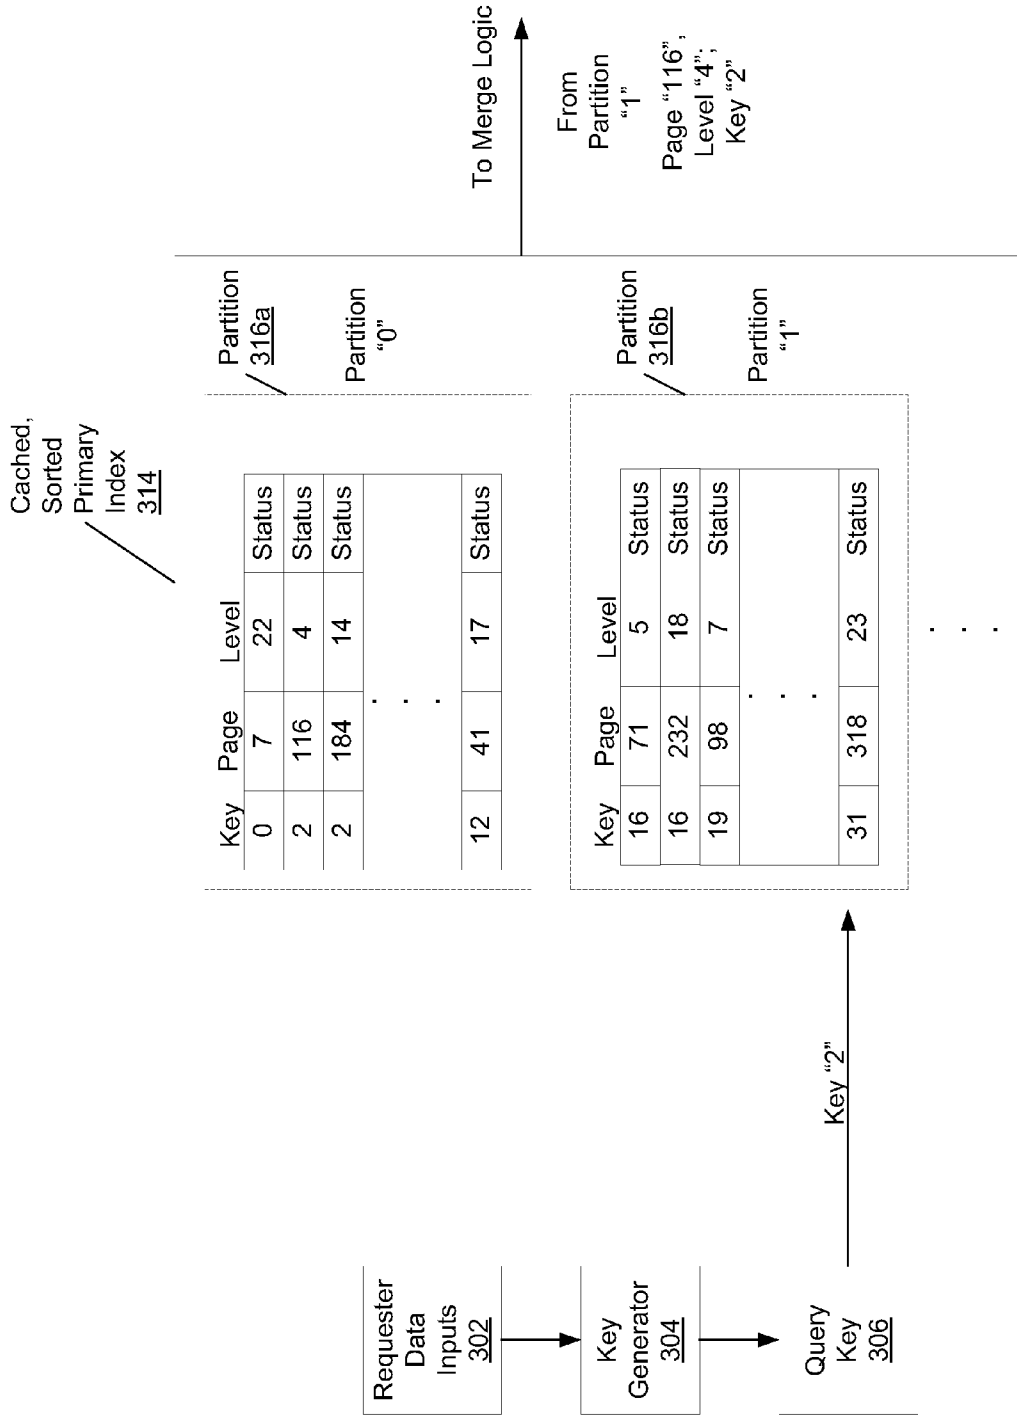 Cached,
Sorted
Primary
Index
314
Requester
Data
Inputs
302
Key
Generator
304
Query
Key
306
Key “2”
Key Page Level
0 7 22 Status
2 116 4 Status
2 184 14 Status
. . .
12 41 17 Status
Partition
316a
Partition
“0”
Key Page Level
16 71 5 Status
16 232 18 Status
19 98 7 Status
. . .
31 318 23 Status
Partition
316b
Partition
“1”
. . .
To Merge Logic
From
Partition
“1”
Page “116”,
Level “4”;
Key “2”